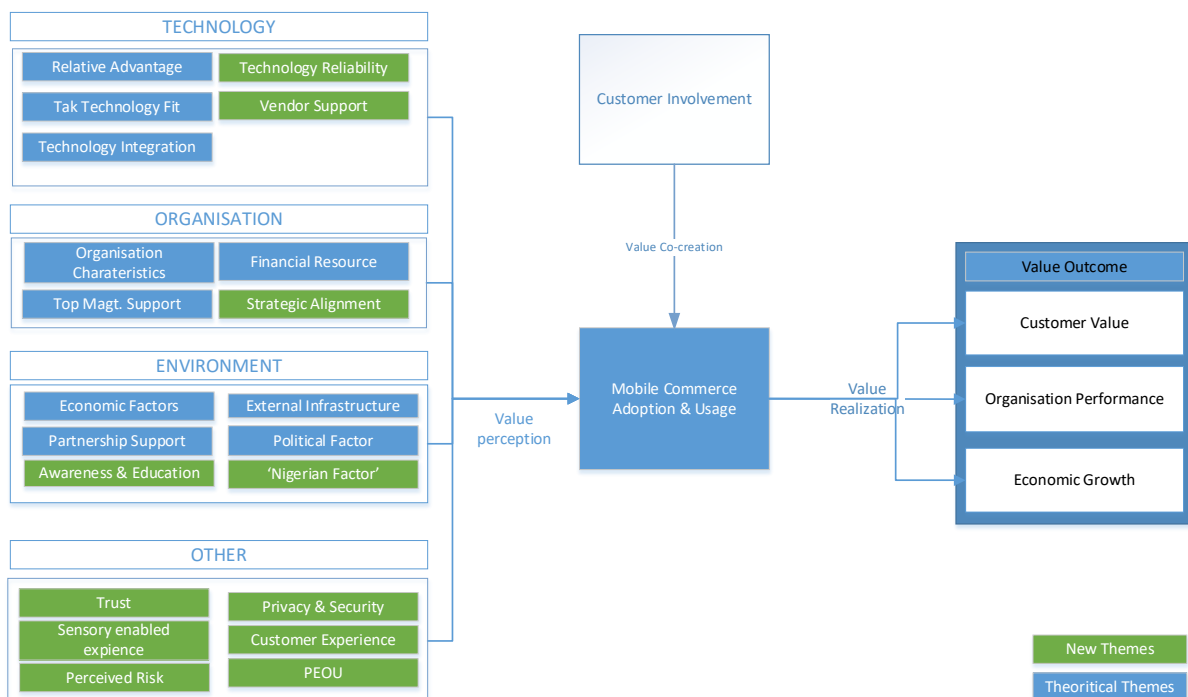 TECHNOLOGY
Relative Advantage
Technology Reliability
Tak Technology Fit
Vendor Support
Technology Integration
ORGANISATION
Organisation
Charateristics
Financial Resource
Top Magt. Support
Strategic Alignment
ENVIRONMENT
Economic Factors
External Infrastructure
Partnership Support
Political Factor
Awareness & Education
‘Nigerian Factor’
OTHER
Trust
Privacy & Security
Sensory enabled
expience
Customer Experience
Perceived Risk
PEOU
Value
perception
Customer Involvement
Value Co-creation
Mobile Commerce
Adoption & Usage
Value
Realization
Value Outcome
Customer Value
Organisation Performance
Economic Growth
New Themes
Theoritical Themes